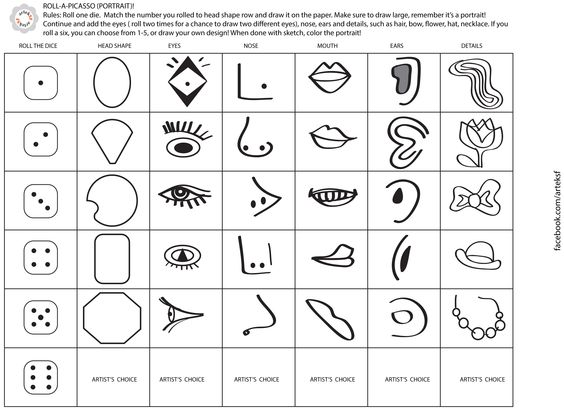 ROLL-A-PICASSO (PORTRAIT)!
Rules: Roll one die. Match the number you rolled to head shape row and draw it on the paper. Make sure to draw large, remember it's a portrait!
Continue and add the eyes ( roll two times for a chance to draw two different eyes), nose, ears and details, such as hair, bow, flower, hat, necklace. If you
roll a six, you can choose from 1-5, or draw your own design! When done with sketch, color the portrait!
ROLL THE DICE HEAD SHAPE EYES NOSE MOUTH EARS DETAILS
ARTIST'S CHOICE ARTIST'S CHOICE ARTIST'S CHOICE ARTIST'S CHOICE ARTIST'S CHOICE ARTIST'S CHOICE
facebook.com/arteksf